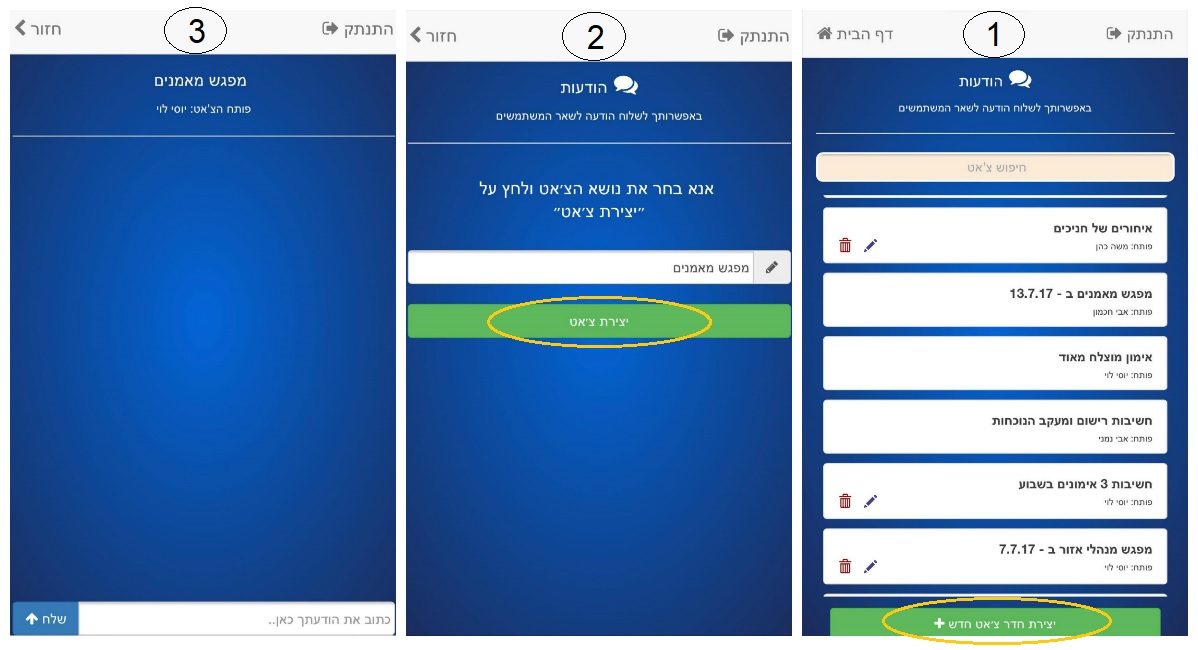 1
התנתק
דף הבית
הודעות
באפשרותך לשלוח הודעה לשאר המשתמשים
חיפוש צ'אט
איחורים של חניכים
פותח: משה כהן
מפגש מאמנים ב - 13.7.17
פותח: אבי חכמון
אימון מוצלח מאוד
פותח: יוסי לוי
חשיבות רישום ומעקב הנוכחות
פותח: אבי נמני
חשיבות 3 אימונים בשבוע
פותח: יוסי לוי
מפגש מנהלי אזור ב - 7.7.17
פותח: יוסי לוי
יצירת חדר צ'אט חדש +
2
התנתק
חזור
הודעות
באפשרותך לשלוח הודעה לשאר המשתמשים
אנא בחר את נושא הצ׳אט ולחץ על
״יצירת צ׳אט״
מפגש מאמנים
יצירת צ׳אט
3
התנתק
חזור
מפגש מאמנים
פותח הצ'אט: יוסי לוי
כתוב את הודעתך כאן..
שלח